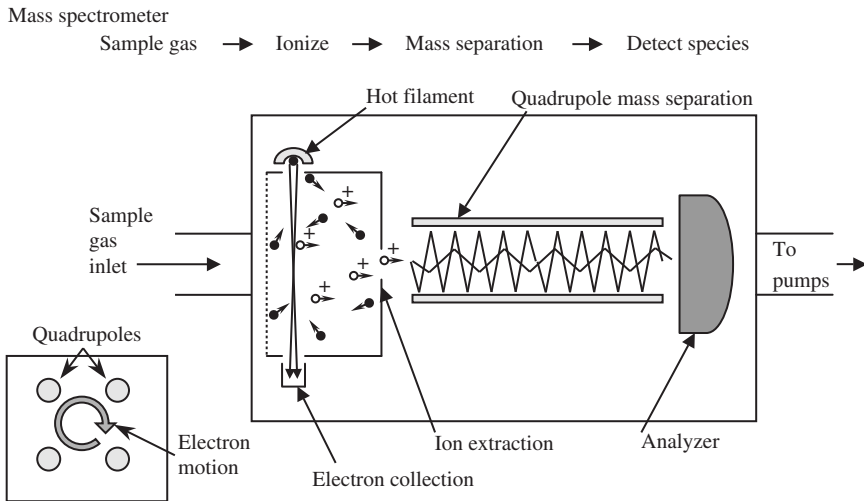 Mass spectrometer
Sample gas → Ionize → Mass separation → Detect species
Hot filament
Quadrupole mass separation
Sample
gas
inlet
+
+
+
+
+
To
pumps
Quadrupoles
Electron
motion
Ion extraction
Analyzer
Electron collection